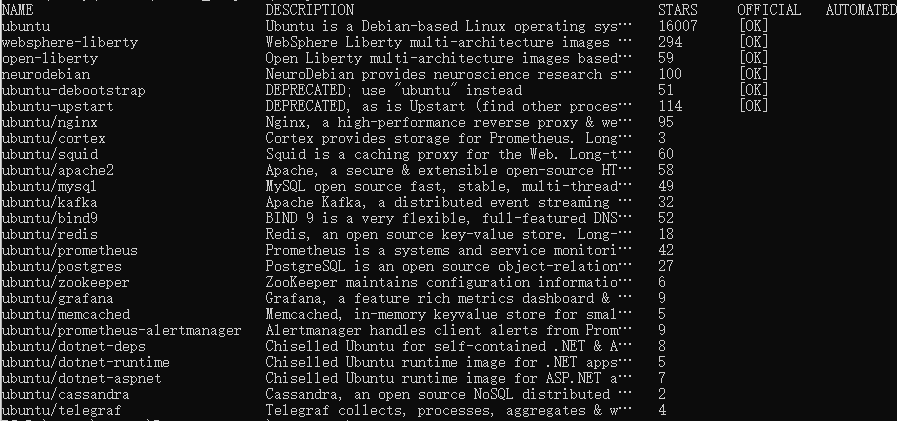 NAME DESCRIPTION STARS OFFICIAL AUTOMATED
ubuntu Ubuntu is a Debian-based Linux operating sys… 16007 [OK]
websphere-liberty WebSphere Liberty multi-architecture images … 294 [OK]
open-liberty Open Liberty multi-architecture images based… 59 [OK]
neurodebian NeuroDebian provides neuroscience research s… 100 [OK]
ubuntu-debootstrap DEPRECATED; use "ubuntu" instead 51 [OK]
ubuntu-upstart DEPRECATED, as is Upstart (find other proces… 114 [OK]
ubuntu/nginx Nginx, a high-performance reverse proxy & we… 95
ubuntu/cortex Cortex provides storage for Prometheus. Long… 3
ubuntu/squid Squid is a caching proxy for the Web. Long-t… 60
ubuntu/apache2 Apache, a secure & extensible open-source HT… 58
ubuntu/mysql MySQL open source fast, stable, multi-thread… 49
ubuntu/kafka Apache Kafka, a distributed event streaming … 32
ubuntu/bind9 BIND 9 is a very flexible, full-featured DNS… 52
ubuntu/redis Redis, an open source key-value store. Long-… 18
ubuntu/prometheus Prometheus is a systems and service monitori… 42
ubuntu/postgres PostgreSQL is an open source object-relation… 27
ubuntu/zookeeper ZooKeeper maintains configuration informatio… 6
ubuntu/grafana Grafana, a feature rich metrics dashboard & … 9
ubuntu/memcached Memcached, in-memory keyvalue store for smal… 5
ubuntu/prometheus-alertmanager Alertmanager handles client alerts from Prom… 9
ubuntu/dotnet-deps Chiselled Ubuntu for self-contained .NET & A… 8
ubuntu/dotnet-runtime Chiselled Ubuntu runtime image for .NET apps… 5
ubuntu/dotnet-aspnet Chiselled Ubuntu runtime image for ASP.NET a… 7
ubuntu/cassandra Cassandra, an open source NoSQL distributed … 2
ubuntu/telegraf Telegraf collects, processes, aggregates & w… 4